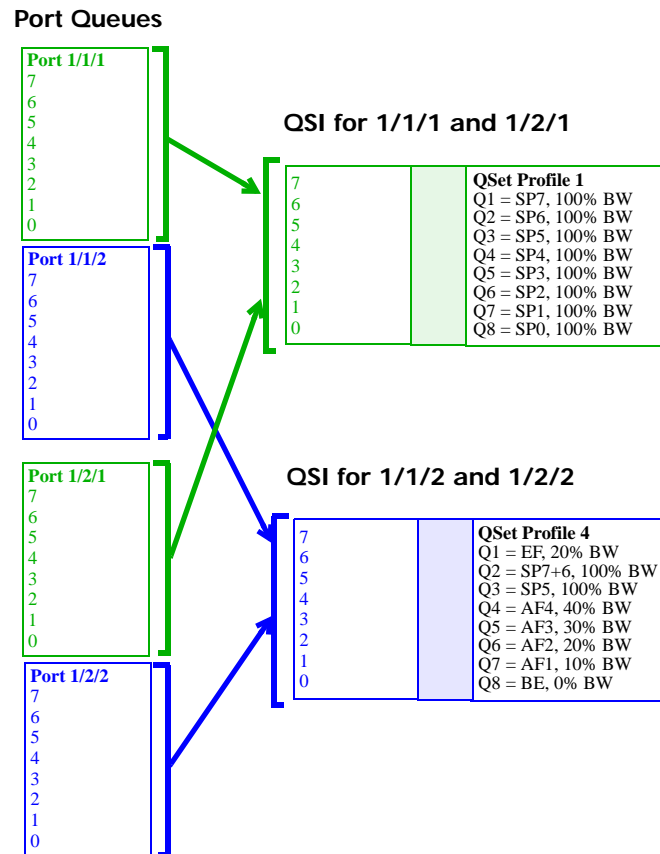 Port Queues
Port 1/1/1
7
6
5
4
3
2
1
0
Port 1/1/2
7
6
5
4
3
2
1
0
Port 1/2/1
7
6
5
4
3
2
1
0
Port 1/2/2
7
6
5
4
3
2
1
0
QSI for 1/1/1 and 1/2/1
7
6
5
4
3
2
1
0
QSet Profile 1
Q1 = SP7, 100% BW
Q2 = SP6, 100% BW
Q3 = SP5, 100% BW
Q4 = SP4, 100% BW
Q5 = SP3, 100% BW
Q6 = SP2, 100% BW
Q7 = SP1, 100% BW
Q8 = SP0, 100% BW
QSI for 1/1/2 and 1/2/2
7
6
5
4
3
2
1
0
QSet Profile 4
Q1 = EF, 20% BW
Q2 = SP7+6, 100% BW
Q3 = SP5, 100% BW
Q4 = AF4, 40% BW
Q5 = AF3, 30% BW
Q6 = AF2, 20% BW
Q7 = AF1, 10% BW
Q8 = BE, 0% BW